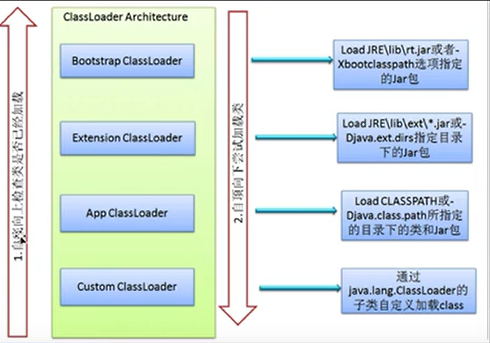 ClassLoader Architecture
Bootstrap ClassLoader
Extension ClassLoader
App ClassLoader
Custom ClassLoader
1.自底向上检查类是否已经加载
2.自顶向下尝试加载类
Load JRE\lib\rt.jar或者-
Xbootclasspath选项指定
的Jar包
Load JRE\lib\ext\*.jar或-
Djava.ext.dirs指定目录
下的Jar包
Load CLASSPATH或-
Djava.class.path所指定
的目录下的类和Jar包
通过
java.lang.ClassLoader的
子类自定义加载class